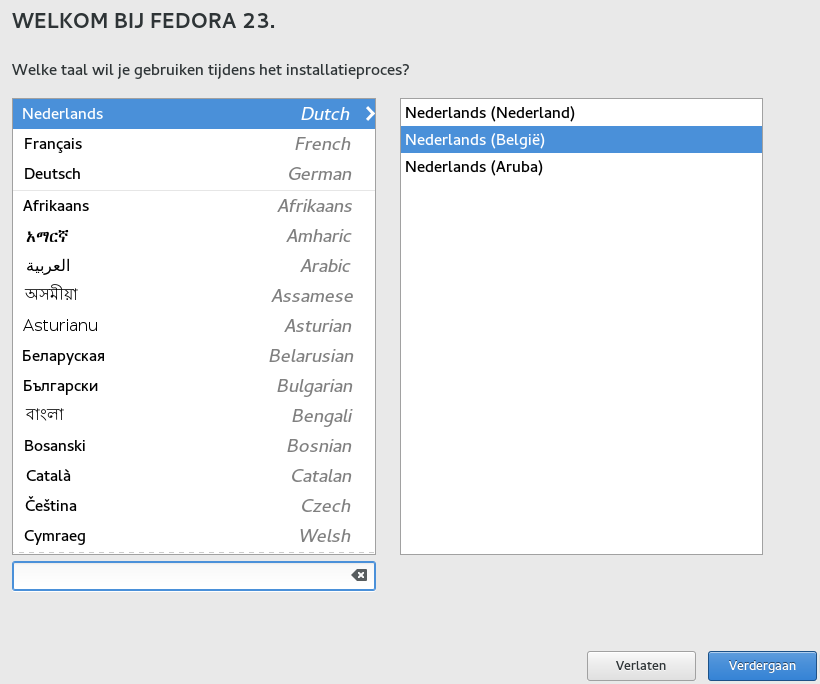 WELKOM BIJ FEDORA 23.
Welke taal wil je gebruiken tijdens het installatieproces?
Nederlands Dutch
Français French
Deutsch German
Afrikaans Afrikaans
አማርኛ Amharic
العربية Arabic
অসমীয়া Assamese
Asturianu Asturian
Беларуская Belarusian
Български Bulgarian
বাংলা Bengali
Bosanski Bosnian
Català Catalan
Čeština Czech
Cymraeg Welsh
Nederlands (Nederland)
Nederlands (België)
Nederlands (Aruba)
Verlaten
Verdergaan